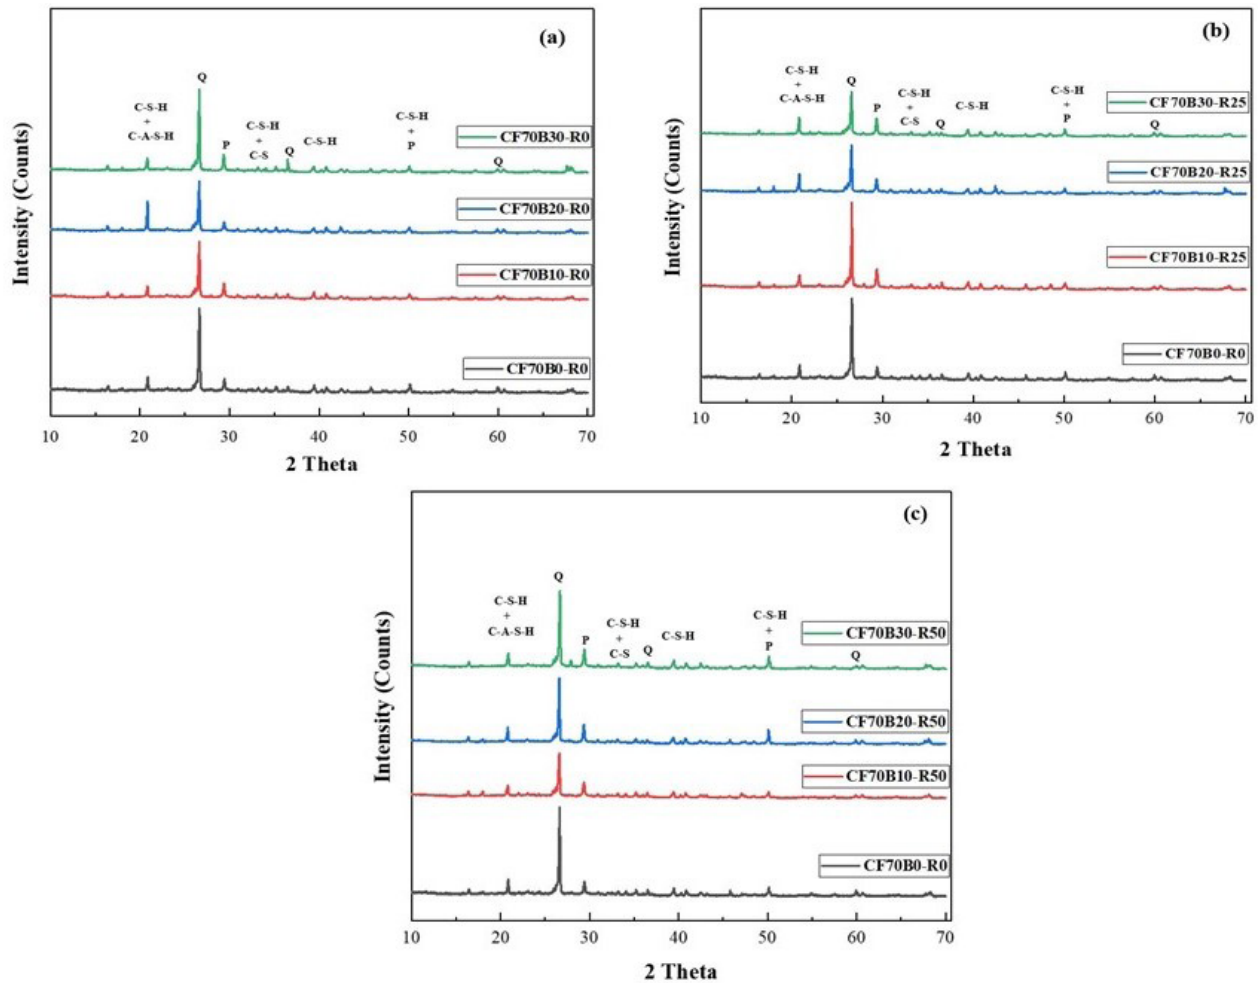 (a)
Q
C-S-H
+
C-A-S-H
P
C-S-H
+
C-S
Q
C-S-H
C-S-H
+
P
Q
CF70B30-R0
CF70B20-R0
CF70B10-R0
CF70B0-R0
Intensity (Counts)
10 20 30 40 50 60 70
2 Theta
(b)
C-S-H
+
C-A-S-H
Q
P
C-S-H
+
C-S
Q
C-S-H
C-S-H
+
P
Q
CF70B30-R25
CF70B20-R25
CF70B10-R25
CF70B0-R0
Intensity (Counts)
10 20 30 40 50 60 70
2 Theta
(c)
Q
C-S-H
+
C-A-S-H
P
C-S-H
+
C-S
Q
C-S-H
C-S-H
+
P
Q
CF70B30-R50
CF70B20-R50
CF70B10-R50
CF70B0-R0
Intensity (Counts)
10 20 30 40 50 60 70
2 Theta